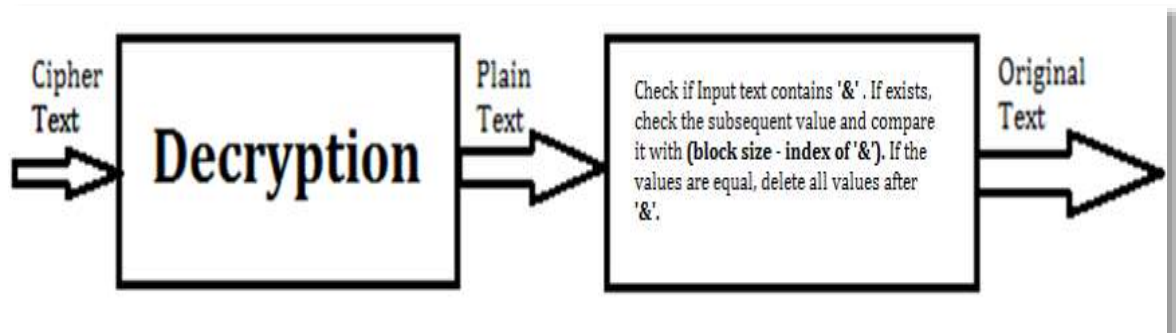 Cipher
Text
Decryption
Plain
Text
Check if Input text contains '&' . If exists,
check the subsequent value and compare
it with (block size - index of '&'). If the
values are equal, delete all values after
'&'.
Original
Text